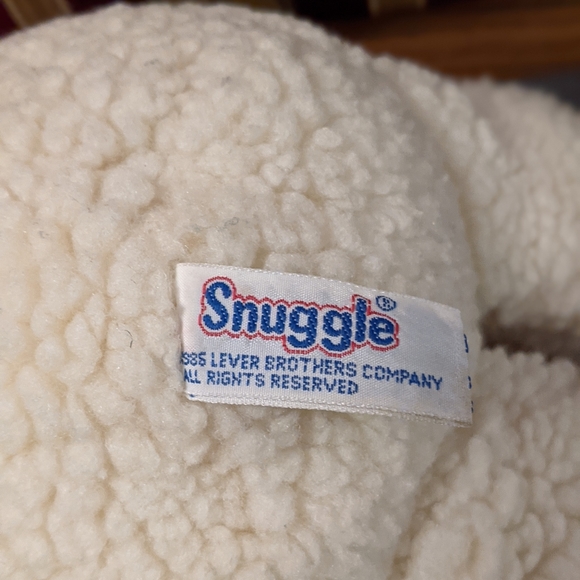 Snuggle®
985 LEVER BROTHERS COMPANY
ALL RIGHTS RESERVED